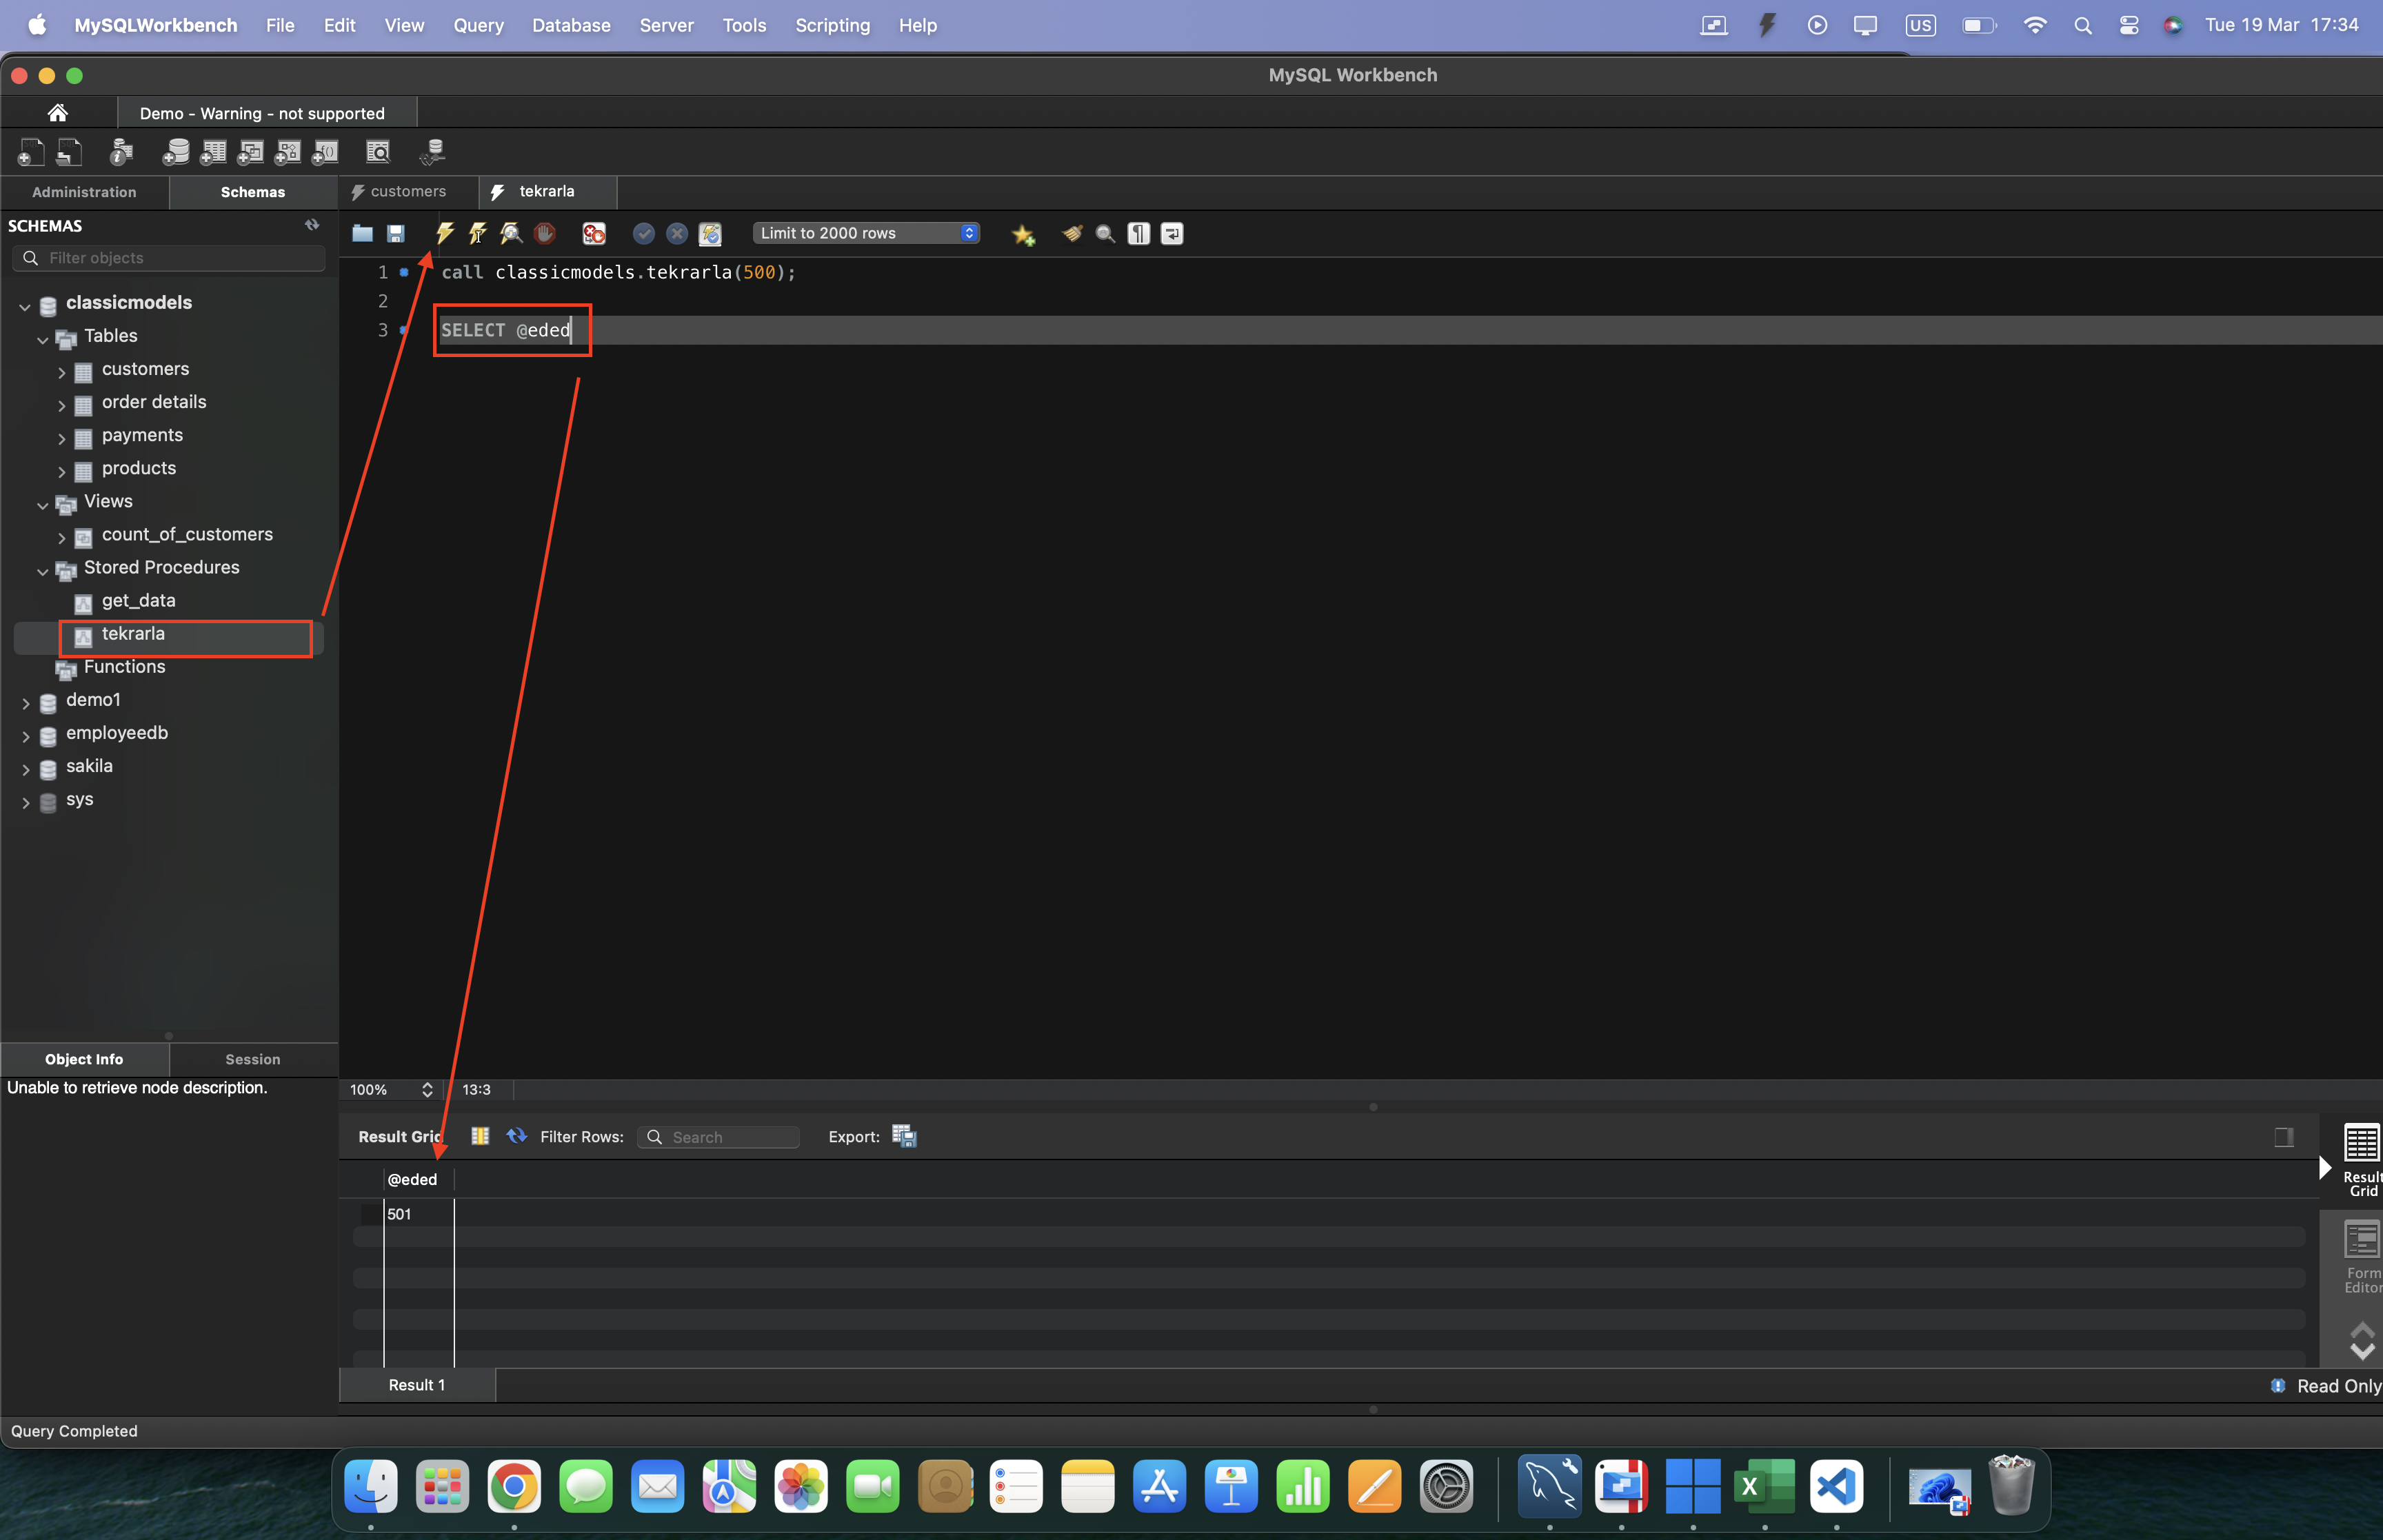 MySQLWorkbench File Edit View Query Database Server Tools Scripting Help US Tue 19 Mar 17:34
MySQL Workbench
Demo - Warning - not supported
Administration Schemas customers tekrarla
SCHEMAS
Limit to 2000 rows
Filter objects
1 call classicmodels.tekrarla(500);
2
3 SELECT @eded
classicmodels
Tables
customers
order details
payments
products
Views
count_of_customers
Stored Procedures
get_data
tekrarla
Functions
demo1
employeedb
sakila
sys
Object Info Session
Unable to retrieve node description.
100% 13:3
Result Grid Filter Rows: Search Export:
@eded
501
Result
Grid
Form
Editor
Result 1
Read Only
Query Completed